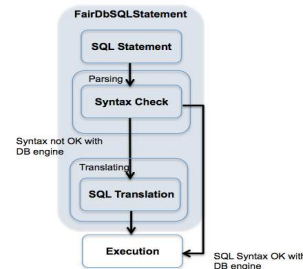 FairDbSQLStatement
SQL Statement
Parsing
Syntax Check
Syntax not OK with
DB engine
Translating
SQL Translation
Execution
SQL Syntax OK with
DB engine